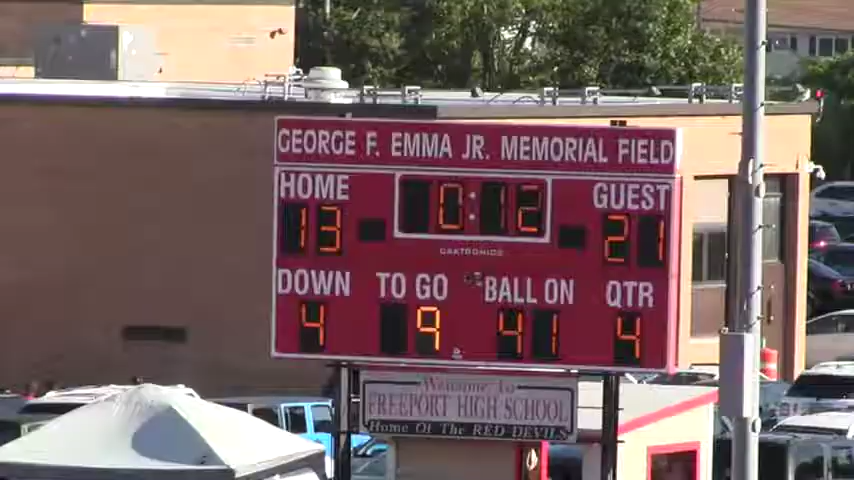 GEORGE F. EMMA JR. MEMORIAL FIELD
HOME 0:12 GUEST
13 21
DAKTRONICS
DOWN TO GO BALL ON QTR
4 9 41 4
Welcome To
FREEPORT HIGH SCHOOL
Home Of The RED DEVILS